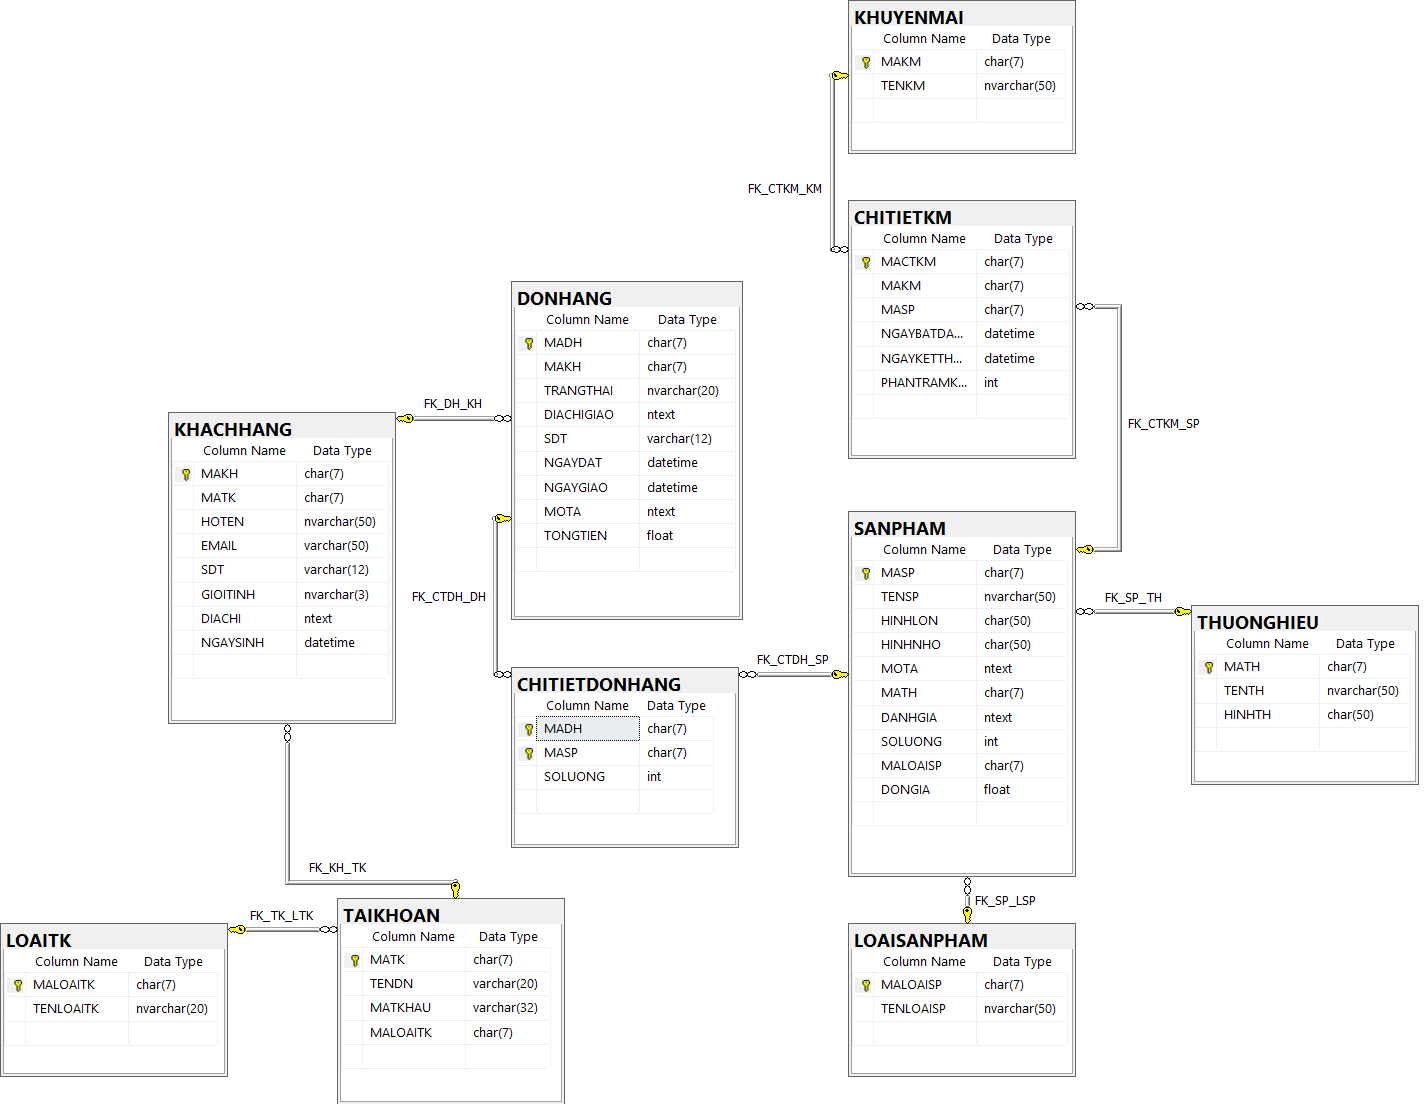 KHUYENMAI
Column Name Data Type
MAKM char(7)
TENKM nvarchar(50)
FK_CTKM_KM
CHITIETKM
Column Name Data Type
MACTKM char(7)
MAKM char(7)
MASP char(7)
NGAYBATDA... datetime
NGAYKETTH... datetime
PHANTRAMK... int
FK_CTKM_SP
DONHANG
Column Name Data Type
MADH char(7)
MAKH char(7)
TRANGTHAI nvarchar(20)
DIACHIGIAO ntext
SDT varchar(12)
NGAYDAT datetime
NGAYGIAO datetime
MOTA ntext
TONGTIEN float
FK_DH_KH
KHACHHANG
Column Name Data Type
MAKH char(7)
MATK char(7)
HOTEN nvarchar(50)
EMAIL varchar(50)
SDT varchar(12)
GIOITINH nvarchar(3)
DIACHI ntext
NGAYSINH datetime
FK_CTDH_DH
SANPHAM
Column Name Data Type
MASP char(7)
TENSP nvarchar(50)
HINHLON char(50)
HINHNHO char(50)
MOTA ntext
MATH char(7)
DANHGIA ntext
SOLUONG int
MALOAISP char(7)
DONGIA float
FK_SP_TH
THUONGHIEU
Column Name Data Type
MATH char(7)
TENTH nvarchar(50)
HINHTH char(50)
FK_CTDH_SP
CHITIETDONHANG
Column Name Data Type
MADH char(7)
MASP char(7)
SOLUONG int
FK_KH_TK
FK_SP_LSP
FK_TK_LTK
LOAITK
Column Name Data Type
MALOAITK char(7)
TENLOAITK nvarchar(20)
TAIKHOAN
Column Name Data Type
MATK char(7)
TENDN varchar(20)
MATKHAU varchar(32)
MALOAITK char(7)
LOAISANPHAM
Column Name Data Type
MALOAISP char(7)
TENLOAISP nvarchar(50)